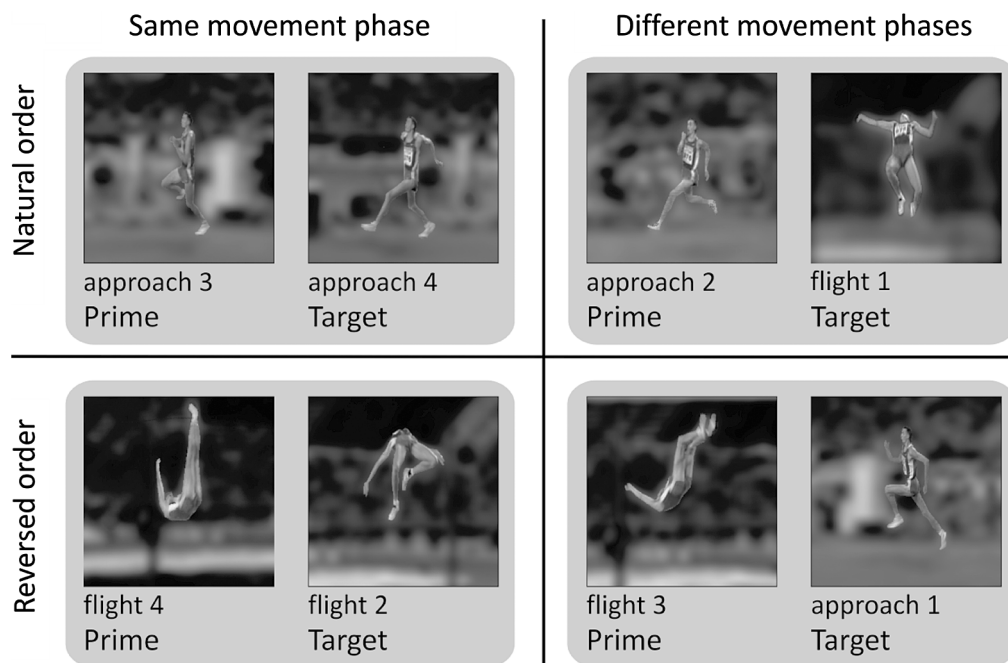 Same movement phase
Different movement phases
Natural order
approach 3
Prime
approach 4
Target
approach 2
Prime
flight 1
Target
Reversed order
flight 4
Prime
flight 2
Target
flight 3
Prime
approach 1
Target